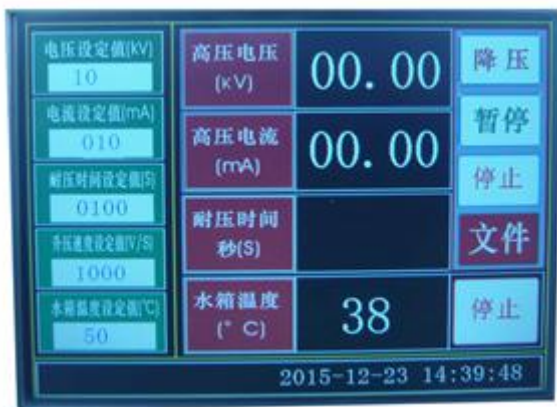 电压设定值(kV)
10
电流设定值(mA)
010
耐压时间设定值(S)
0100
升压速度设定值(V/S)
1000
水箱温度设定值(℃)
50
高压电压
(kV)
00.00
高压电流
(mA)
00.00
耐压时间
秒(S)
水箱温度
(° C)
38
降压
暂停
停止
文件
停止
2015-12-23 14:39:48